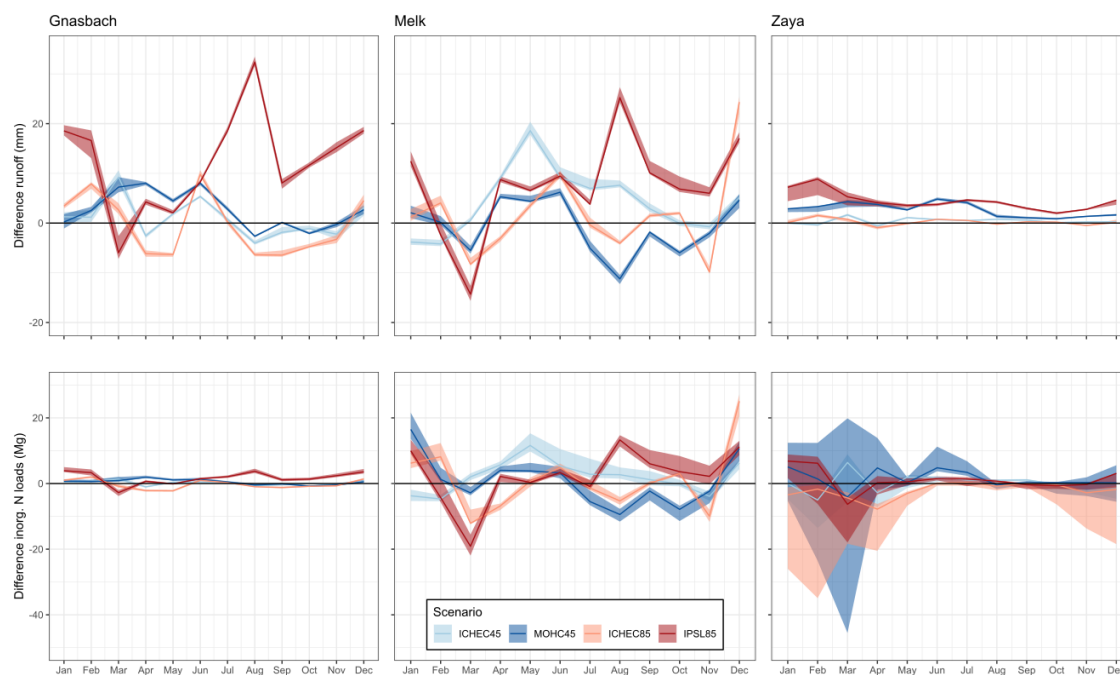 Gnasbach Melk Zaya
Difference runoff (mm)
20
0
-20
Difference inorg. N loads (Mg)
20
0
-20
-40
Scenario
ICHEC45 MOHC45 ICHEC85 IPSL85
Jan Feb Mar Apr May Jun Jul Aug Sep Oct Nov Dec Jan Feb Mar Apr May Jun Jul Aug Sep Oct Nov Dec Jan Feb Mar Apr May Jun Jul Aug Sep Oct Nov De